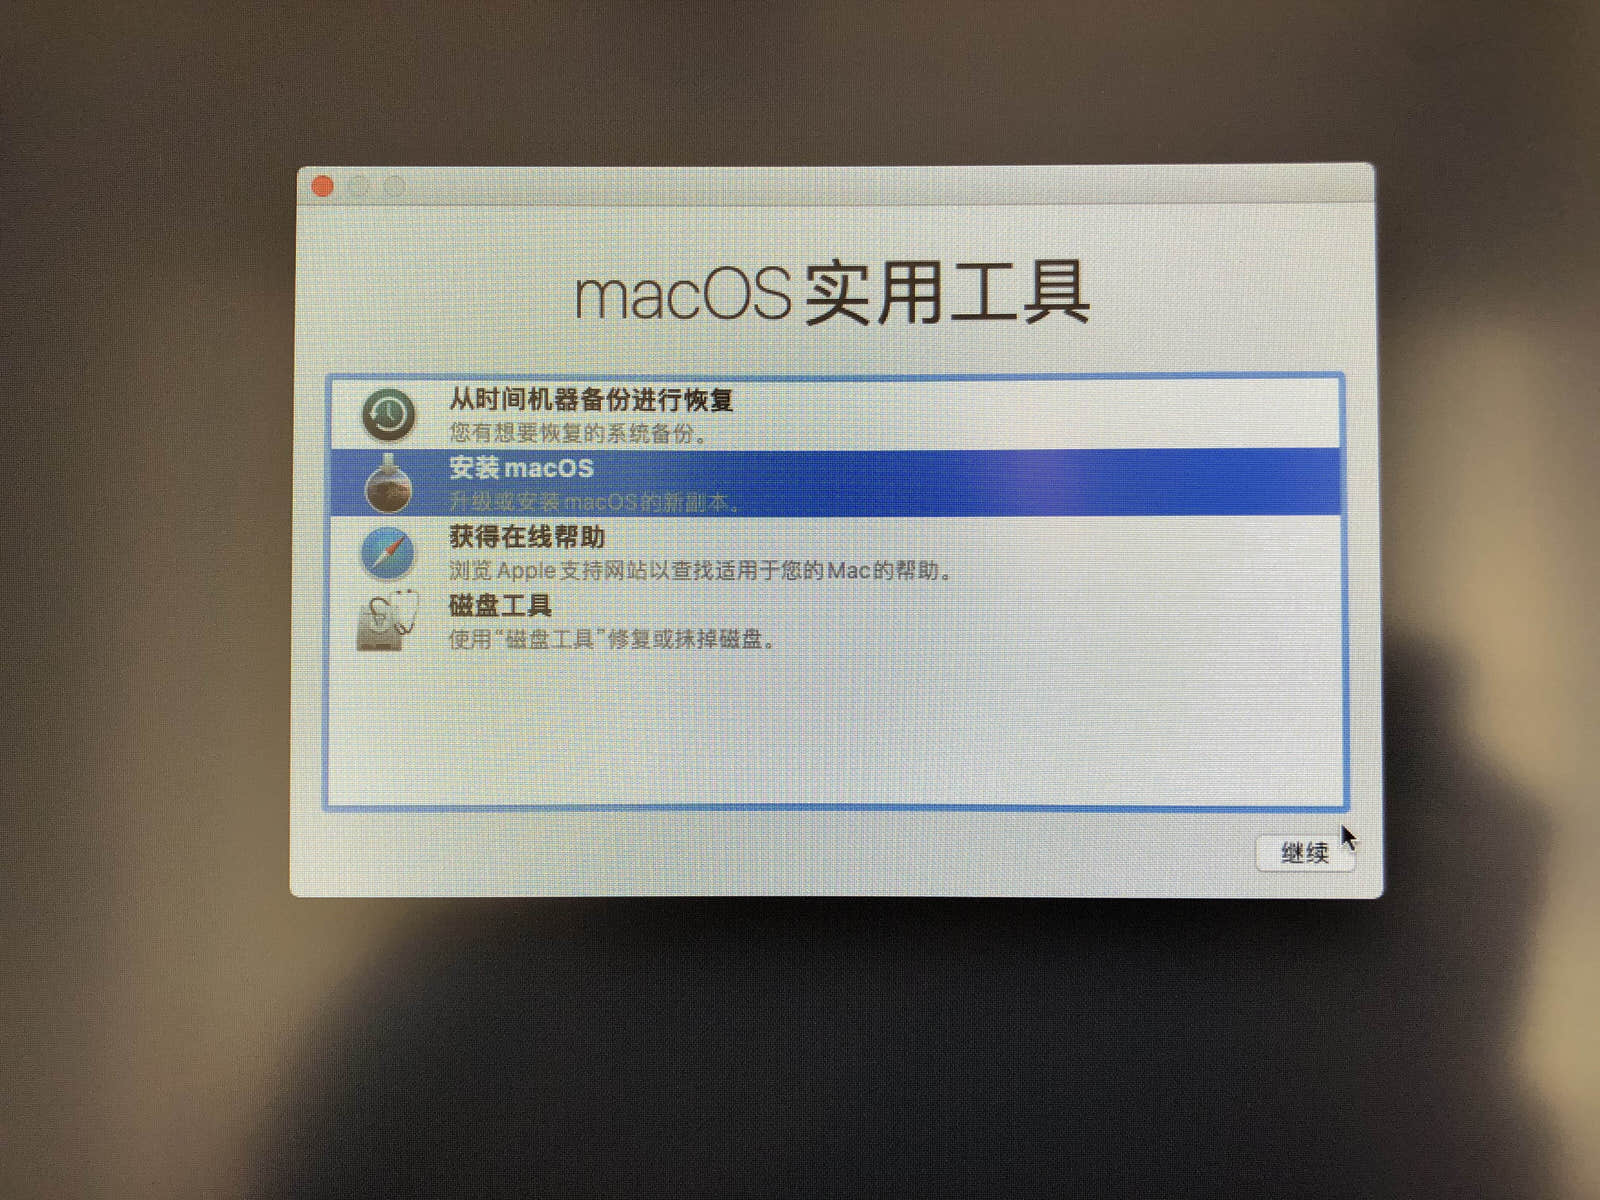 macOS 实用工具
从时间机器备份进行恢复
您有想要恢复的系统备份。
安装 macOS
升级或安装 macOS 的新副本。
获得在线帮助
浏览 Apple 支持网站以查找适用于您的 Mac 的帮助。
磁盘工具
使用“磁盘工具”修复或抹掉磁盘。
继续